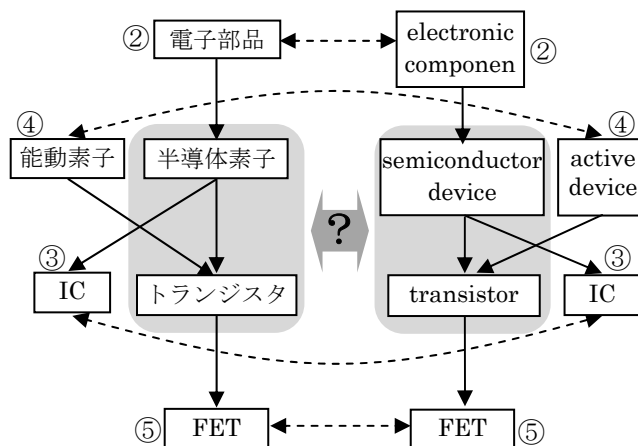 ② 電子部品
electronic
componen ②
④
能動素子
半導体素子
semiconductor
device
④
active
device
?
③
IC
トランジスタ
transistor
③
IC
⑤ FET
FET ⑤